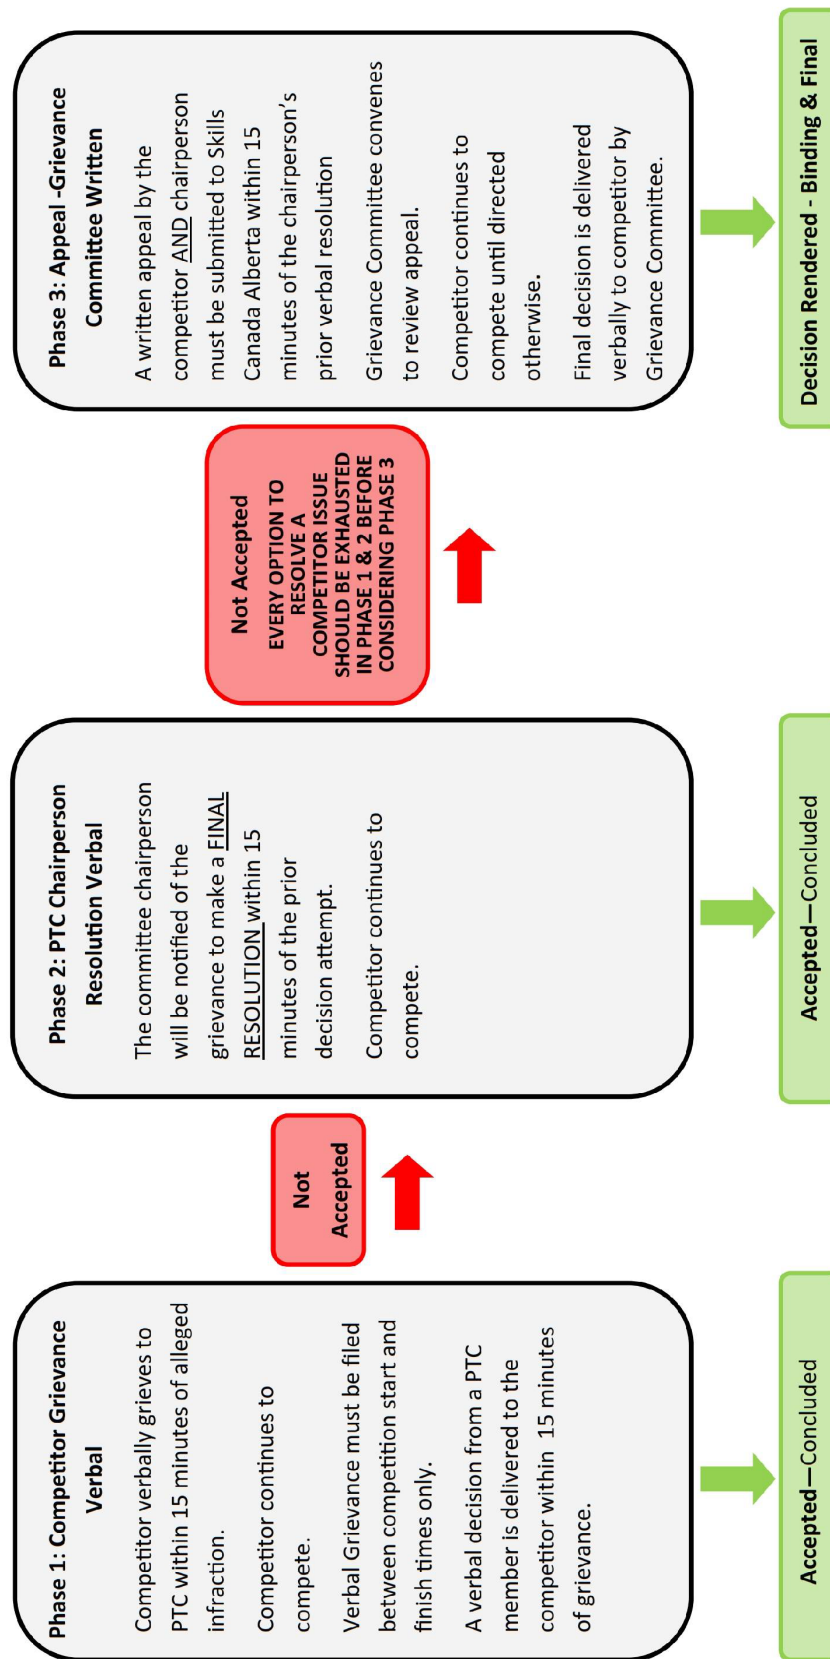 Phase 1: Competitor Grievance
Verbal
Competitor verbally grieves to
PTC within 15 minutes of alleged
infraction.
Competitor continues to
compete.
Verbal Grievance must be filed
between competition start and
finish times only.
A verbal decision from a PTC
member is delivered to the
competitor within 15 minutes
of grievance.
Accepted—Concluded
Not
Accepted
Phase 2: PTC Chairperson
Resolution Verbal
The committee chairperson
will be notified of the
grievance to make a FINAL
RESOLUTION within 15
minutes of the prior
decision attempt.
Competitor continues to
compete.
Accepted—Concluded
Not Accepted
EVERY OPTION TO
RESOLVE A
COMPETITOR ISSUE
SHOULD BE EXHAUSTED
IN PHASE 1 & 2 BEFORE
CONSIDERING PHASE 3
Phase 3: Appeal -Grievance
Committee Written
A written appeal by the
competitor AND chairperson
must be submitted to Skills
Canada Alberta within 15
minutes of the chairperson's
prior verbal resolution
Grievance Committee convenes
to review appeal.
Competitor continues to
compete until directed
otherwise.
Final decision is delivered
verbally to competitor by
Grievance Committee.
Decision Rendered - Binding & Final